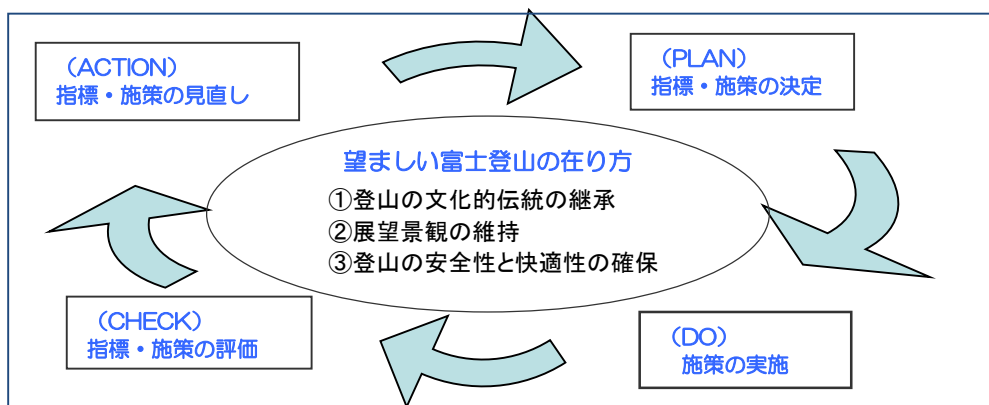 (ACTION)
指標・施策の見直し
(PLAN)
指標・施策の決定
望ましい富士登山の在り方
①登山の文化的伝統の継承
②展望景観の維持
③登山の安全性と快適性の確保
(CHECK)
指標・施策の評価
(DO)
施策の実施